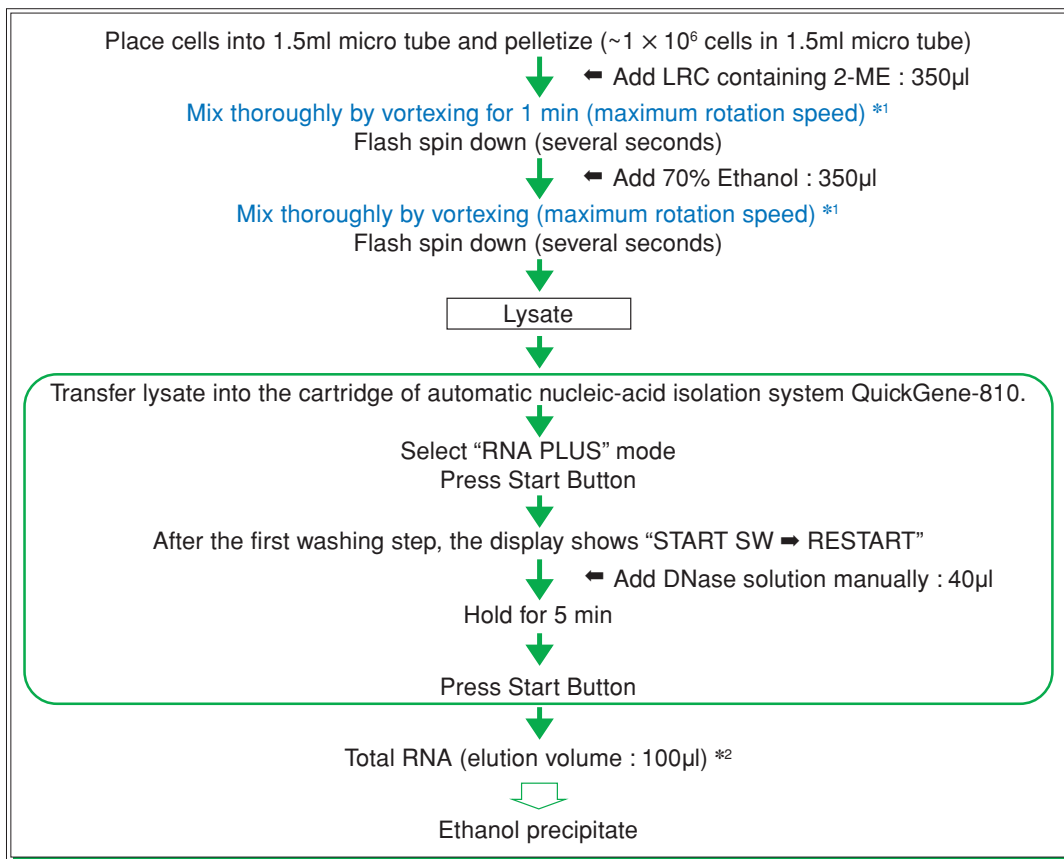 Place cells into 1.5ml micro tube and pelletize (~1 × 10⁶ cells in 1.5ml micro tube)
⬅ Add LRC containing 2-ME : 350µl
Mix thoroughly by vortexing for 1 min (maximum rotation speed) *¹
Flash spin down (several seconds)
⬅ Add 70% Ethanol : 350µl
Mix thoroughly by vortexing (maximum rotation speed) *¹
Flash spin down (several seconds)
Lysate
Transfer lysate into the cartridge of automatic nucleic-acid isolation system QuickGene-810.
Select “RNA PLUS” mode
Press Start Button
After the first washing step, the display shows “START SW ➡ RESTART”
⬅ Add DNase solution manually : 40µl
Hold for 5 min
Press Start Button
Total RNA (elution volume : 100µl) *²
Ethanol precipitate